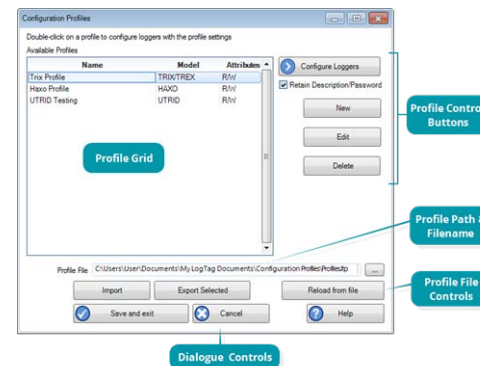 Configuration Profiles
Double-click on a profile to configure loggers with the profile settings
Available Profiles
Name Model Attributes
Trix Profile TRIX/TREX R/W
Haxo Profile HAXO R/W
UTRID Testing UTRID R/W
Configure Loggers
Retain Description/Password
New
Edit
Delete
Profile Contro
Buttons
Profile Grid
Profile Path &
Filename
Profile File C:\Users\User\Documents\My LogTag Documents\Configuration Profiles\Profiles.ltp ...
Import Export Selected Reload from file
Profile File
Controls
Save and exit Cancel Help
Dialogue Controls